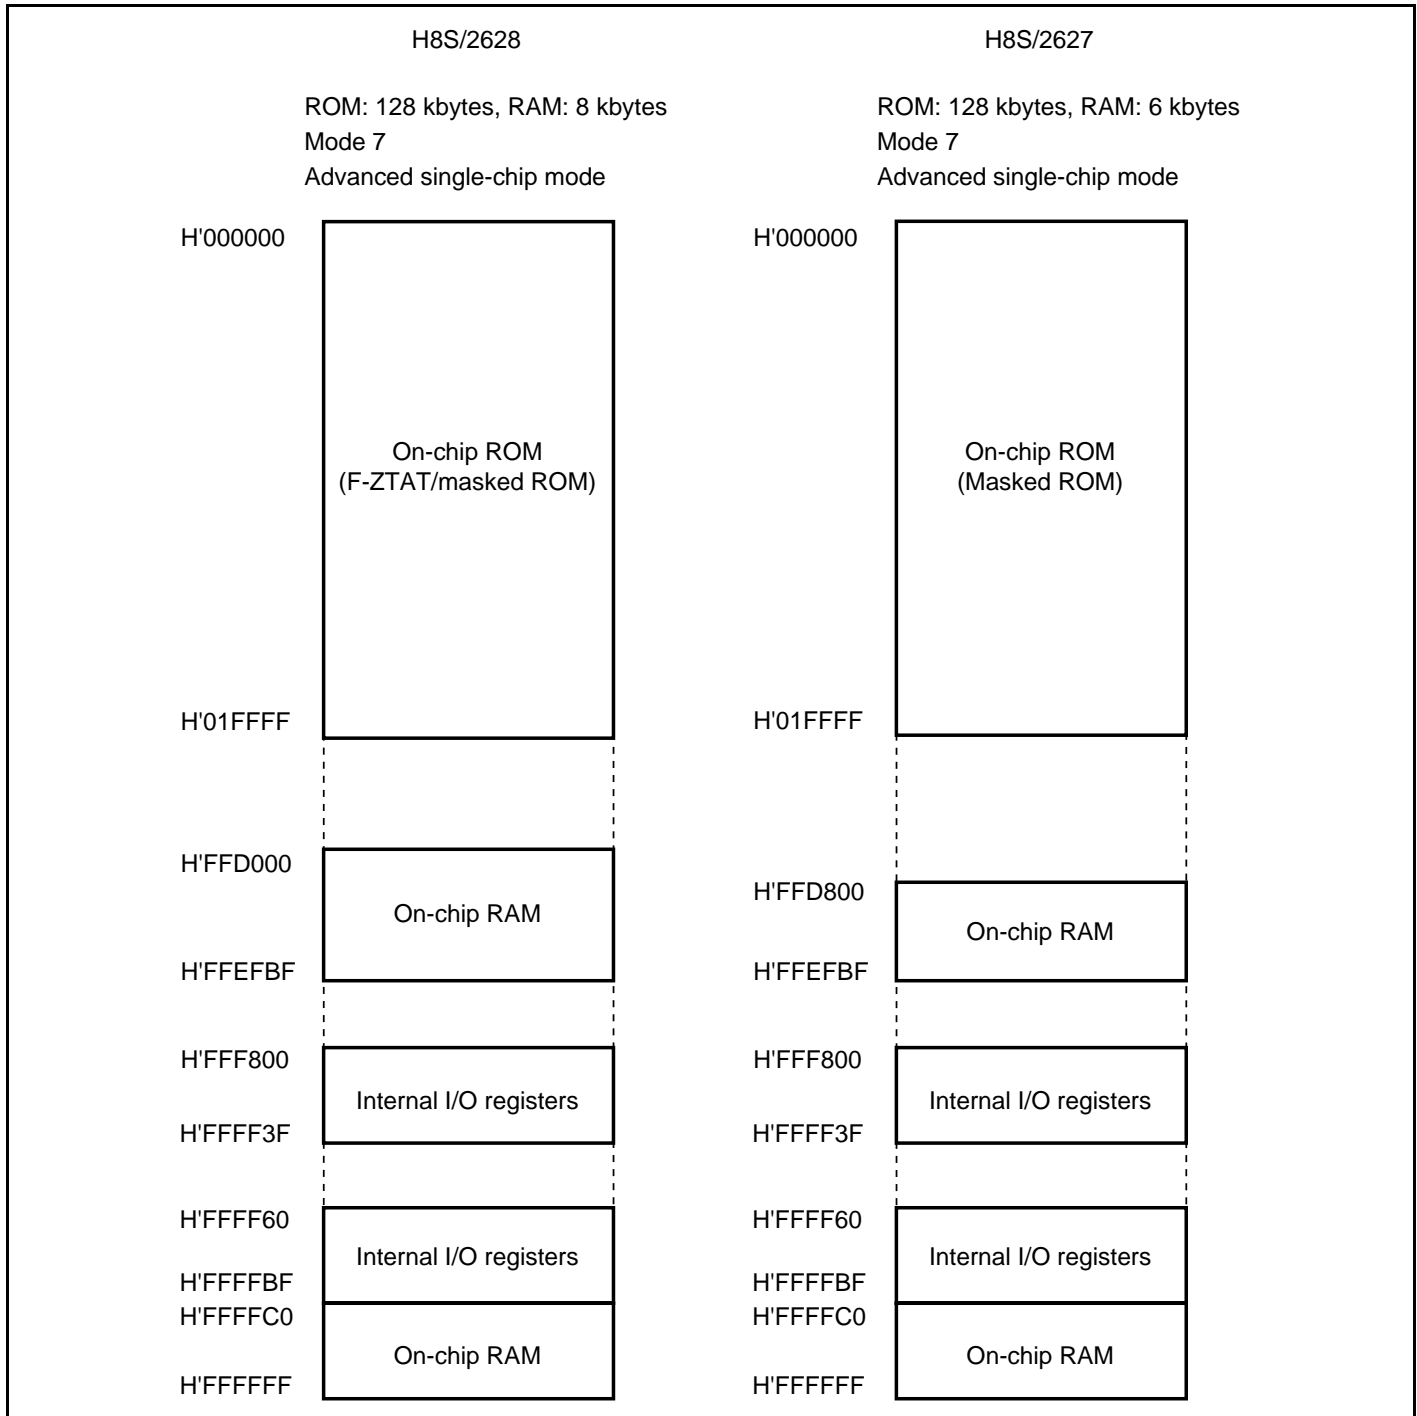 H8S/2628
ROM: 128 kbytes, RAM: 8 kbytes
Mode 7
Advanced single-chip mode
H'000000
On-chip ROM
(F-ZTAT/masked ROM)
H'01FFFF
H'FFD000
On-chip RAM
H'FFEFBF
H'FFF800
Internal I/O registers
H'FFFF3F
H'FFFF60
Internal I/O registers
H'FFFFBF
H'FFFFC0
On-chip RAM
H'FFFFFF
H8S/2627
ROM: 128 kbytes, RAM: 6 kbytes
Mode 7
Advanced single-chip mode
H'000000
On-chip ROM
(Masked ROM)
H'01FFFF
H'FFD800
On-chip RAM
H'FFEFBF
H'FFF800
Internal I/O registers
H'FFFF3F
H'FFFF60
Internal I/O registers
H'FFFFBF
H'FFFFC0
On-chip RAM
H'FFFFFF